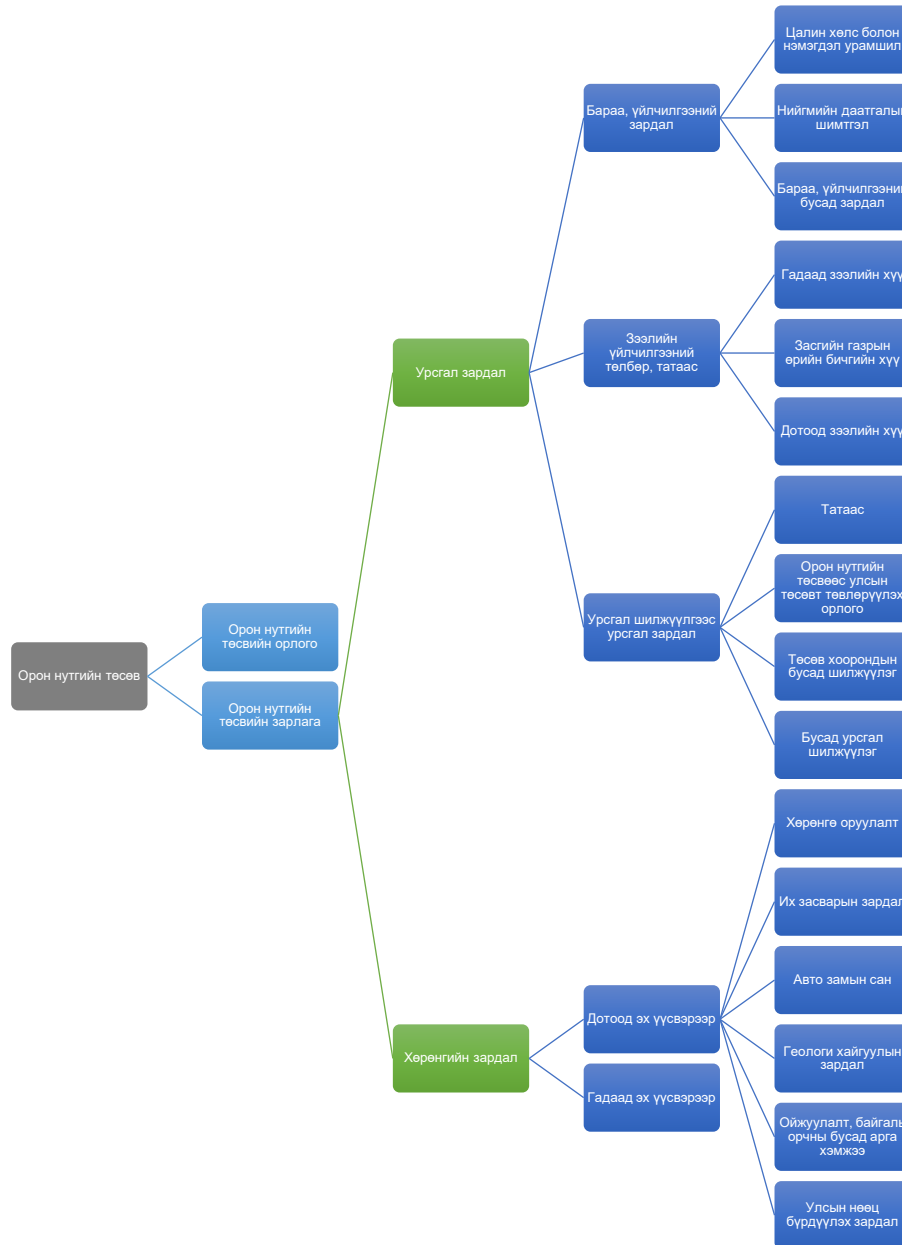 Цалин хөлс болон
нэмэгдэл урамшил
Бараа, үйлчилгээний
зардал
Нийгмийн даатгалын
шимтгэл
Бараа, үйлчилгээний
бусад зардал
Гадаад зээлийн хүү
Зээлийн
үйлчилгээний
төлбөр, татаас
Засгийн газрын
өрийн бичгийн хүү
Урсгал зардал
Дотоод зээлийн хүү
Татаас
Орон нутгийн
төсвөөс улсын
төсөвт төвлөрүүлэх
орлого
Урсгал шилжүүлгээс
урсгал зардал
Орон нутгийн
төсвийн орлого
Төсөв хоорондын
бусад шилжүүлэг
Орон нутгийн төсөв
Орон нутгийн
төсвийн зарлага
Бусад урсгал
шилжүүлэг
Хөрөнгө оруулалт
Их засварын зардал
Авто замын сан
Дотоод эх үүсвэрээр
Хөрөнгийн зардал
Геологи хайгуулын
зардал
Гадаад эх үүсвэрээр
Ойжуулалт, байгаль
орчны бусад арга
хэмжээ
Улсын нөөц
бүрдүүлэх зардал